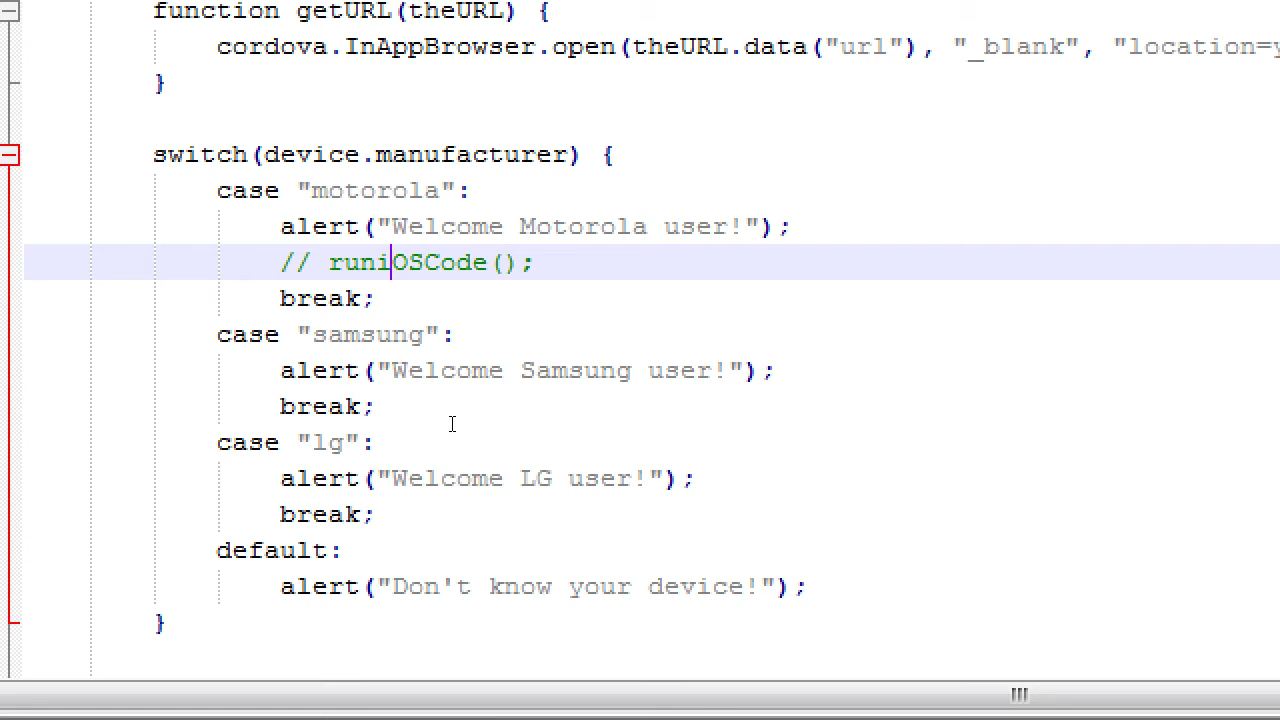 function getURL(theURL) {
cordova.InAppBrowser.open(theURL.data("url"), "_blank", "location=y
}
switch(device.manufacturer) {
case "motorola":
alert("Welcome Motorola user!");
// runiOSCode();
break;
case "samsung":
alert("Welcome Samsung user!");
break;
case "lg":
alert("Welcome LG user!");
break;
default:
alert("Don't know your device!");
}